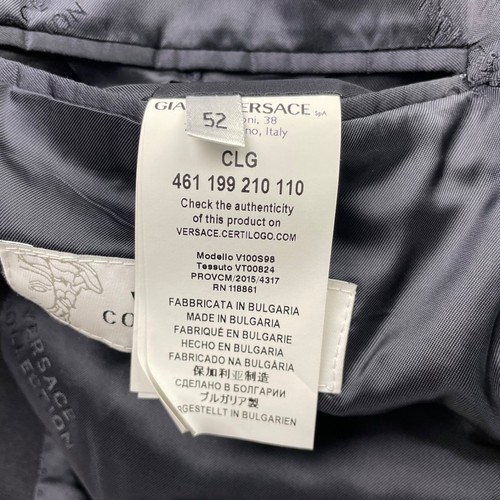 52
CLG
461 199 210 110
Check the authenticity
of this product on
VERSACE.CERTILOGO.COM
Modello V100S98
Tessuto VT00824
PROVCM/2015/4317
RN 118861
FABBRICATA IN BULGARIA
MADE IN BULGARIA
FABRIQUÉ EN BULGARIE
HECHO EN BULGARIA
FABRICADO NA BULGÁRIA
保加利亚制造
СДЕЛАНО В БОЛГАРИИ
ブルガリア製
IN BULGARIEN
VERSACE